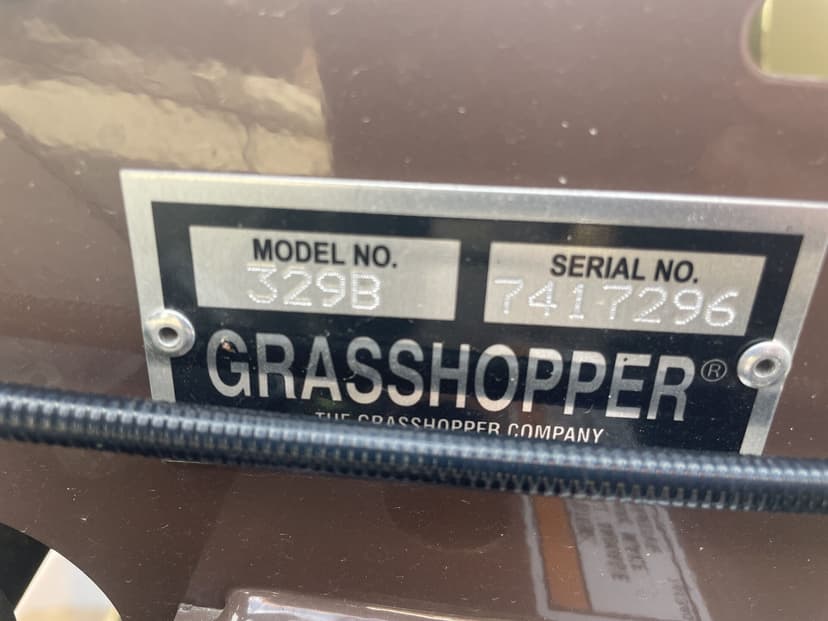 MODEL NO.
329B
SERIAL NO.
7417296
GRASSHOPPER®
THE GRASSHOPPER COMPANY